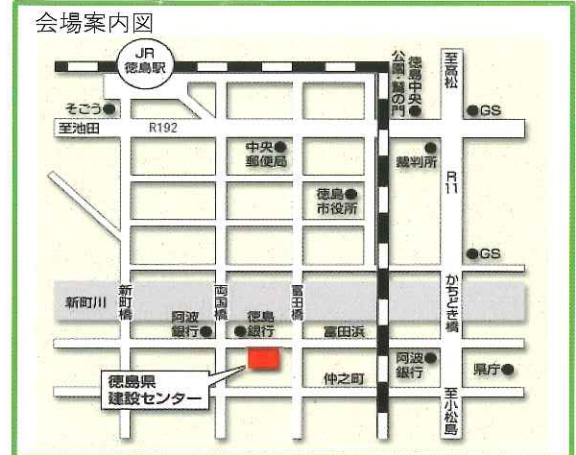 会場案内図
JR
徳島駅
徳島中央
公園・鷲の門
至高松
そごう
GS
至池田
R192
中央
郵便局
裁判所
徳島
市役所
R11
GS
新町川
新町橋
両国橋
富田橋
かちどき橋
阿波
銀行
徳島
銀行
富田浜
阿波
銀行
県庁
徳島県
建設センター
仲之町
至小松島